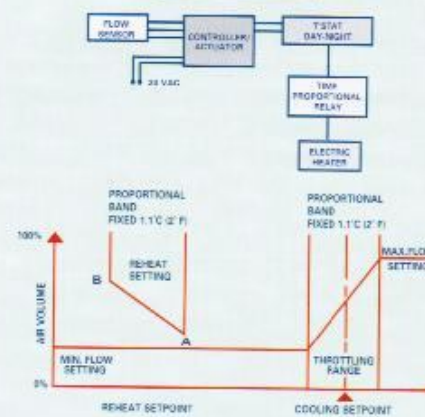 FLOW
SENSOR
CONTROLLER/
ACTUATOR
T'STAT
DAY-NIGHT
24 VAC
TIME
PROPORTIONAL
RELAY
ELECTRIC
HEATER
PROPORTIONAL
BAND
FIXED 1.1°C (2° F)
PROPORTIONAL
BAND
FIXED 1.1°C (2° F)
100%
REHEAT
SETTING
MAX.FLO
SETTING
B
A
AIR VOLUME
MIN. FLOW
SETTING
THROTTLING
RANGE
0%
REHEAT SETPOINT
COOLING SETPOINT